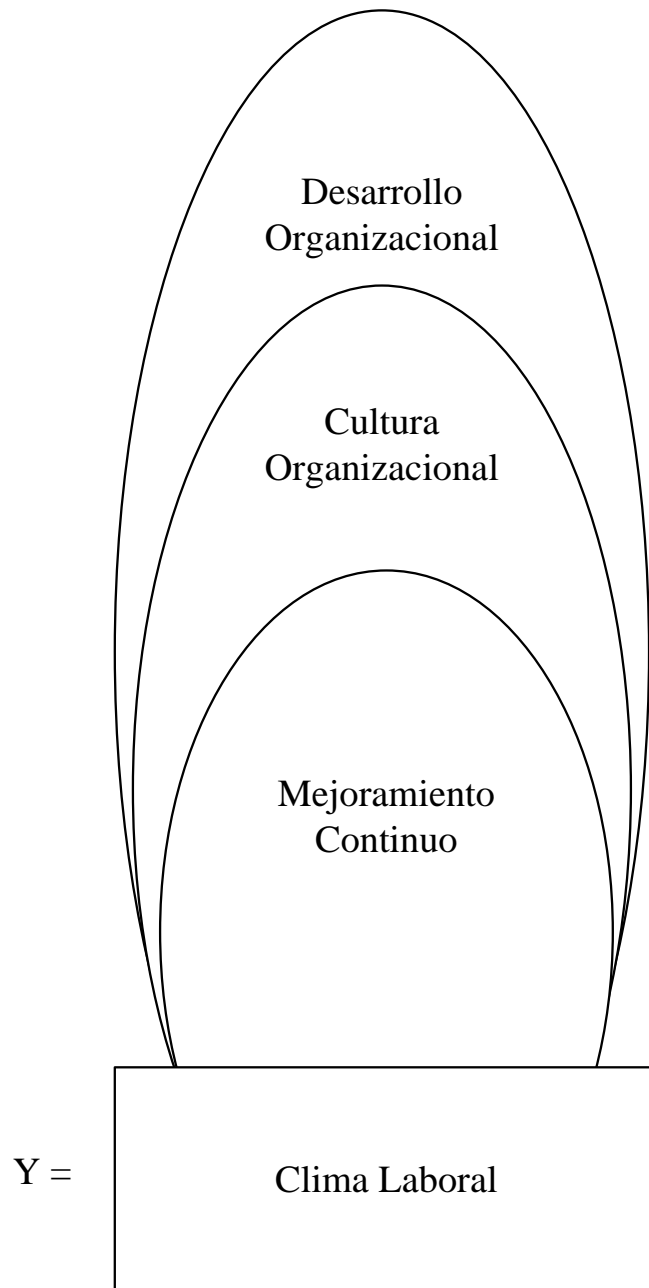 Desarrollo
Organizacional
Cultura
Organizacional
Mejoramiento
Continuo
Y =
Clima Laboral